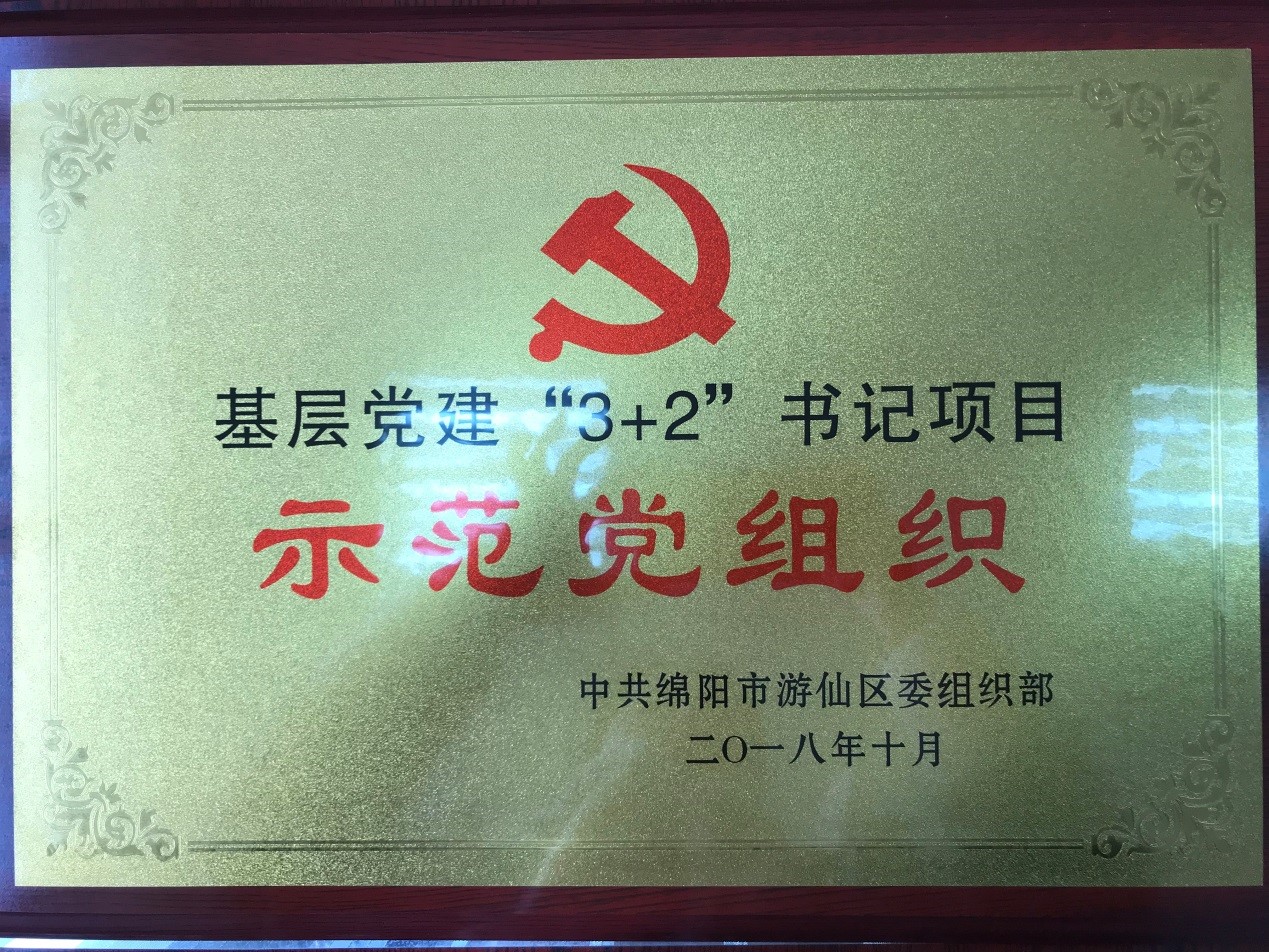 基层党建“3+2”书记项目
示范党组织
中共绵阳市游仙区委组织部
二〇一八年十月